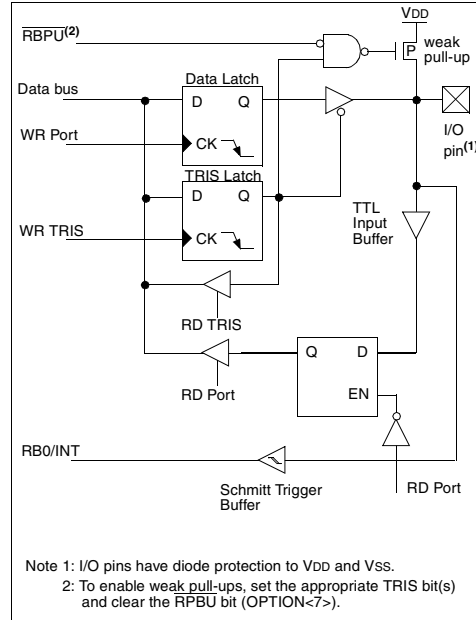 VDD
RBPU(2)
weak
pull-up
P
Data bus
Data Latch
D Q
I/O
pin(1)
WR Port
CK
TRIS Latch
D Q
TTL
Input
Buffer
WR TRIS
CK
RD TRIS
Q D
RD Port
EN
RB0/INT
Schmitt Trigger
Buffer
RD Port
Note 1: I/O pins have diode protection to VDD and VSS.
2: To enable weak pull-ups, set the appropriate TRIS bit(s)
and clear the RPBU bit (OPTION<7>).